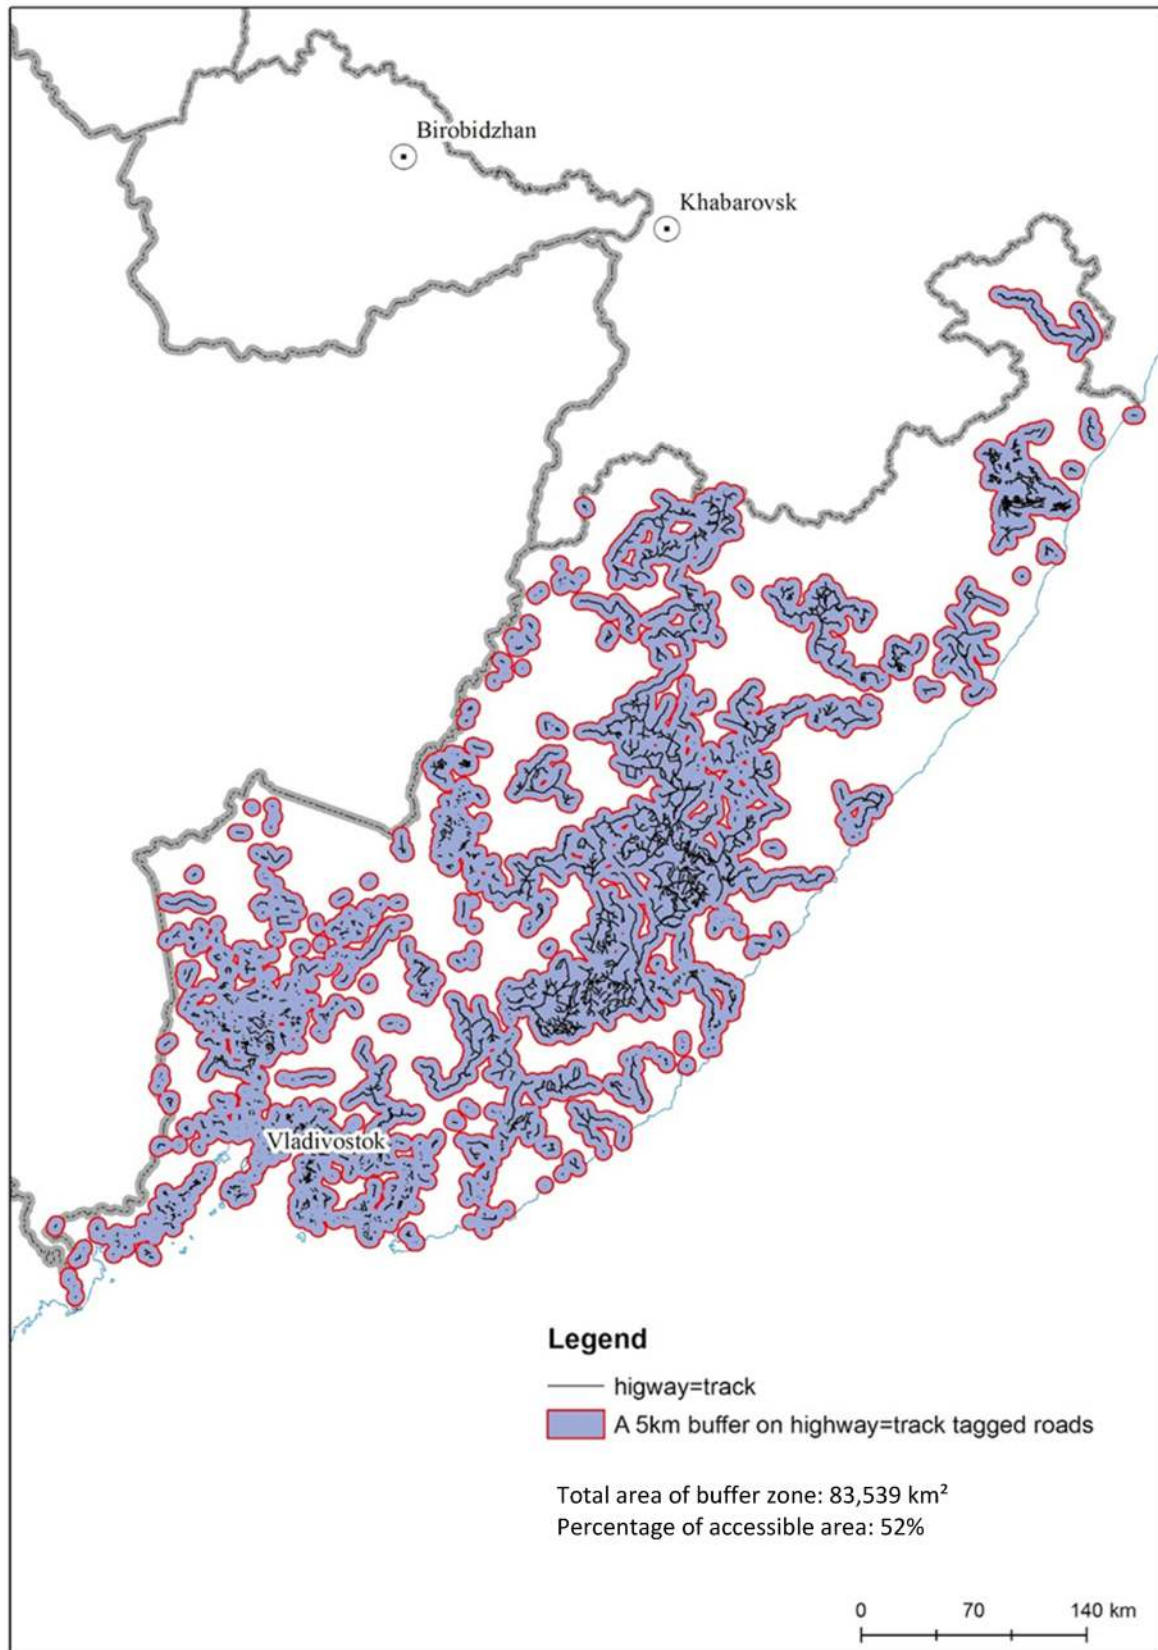 Birobidzhan
Khabarovsk
Vladivostok
Legend
higway=track
A 5km buffer on highway=track tagged roads
Total area of buffer zone: 83,539 km²
Percentage of accessible area: 52%
0 70 140 km